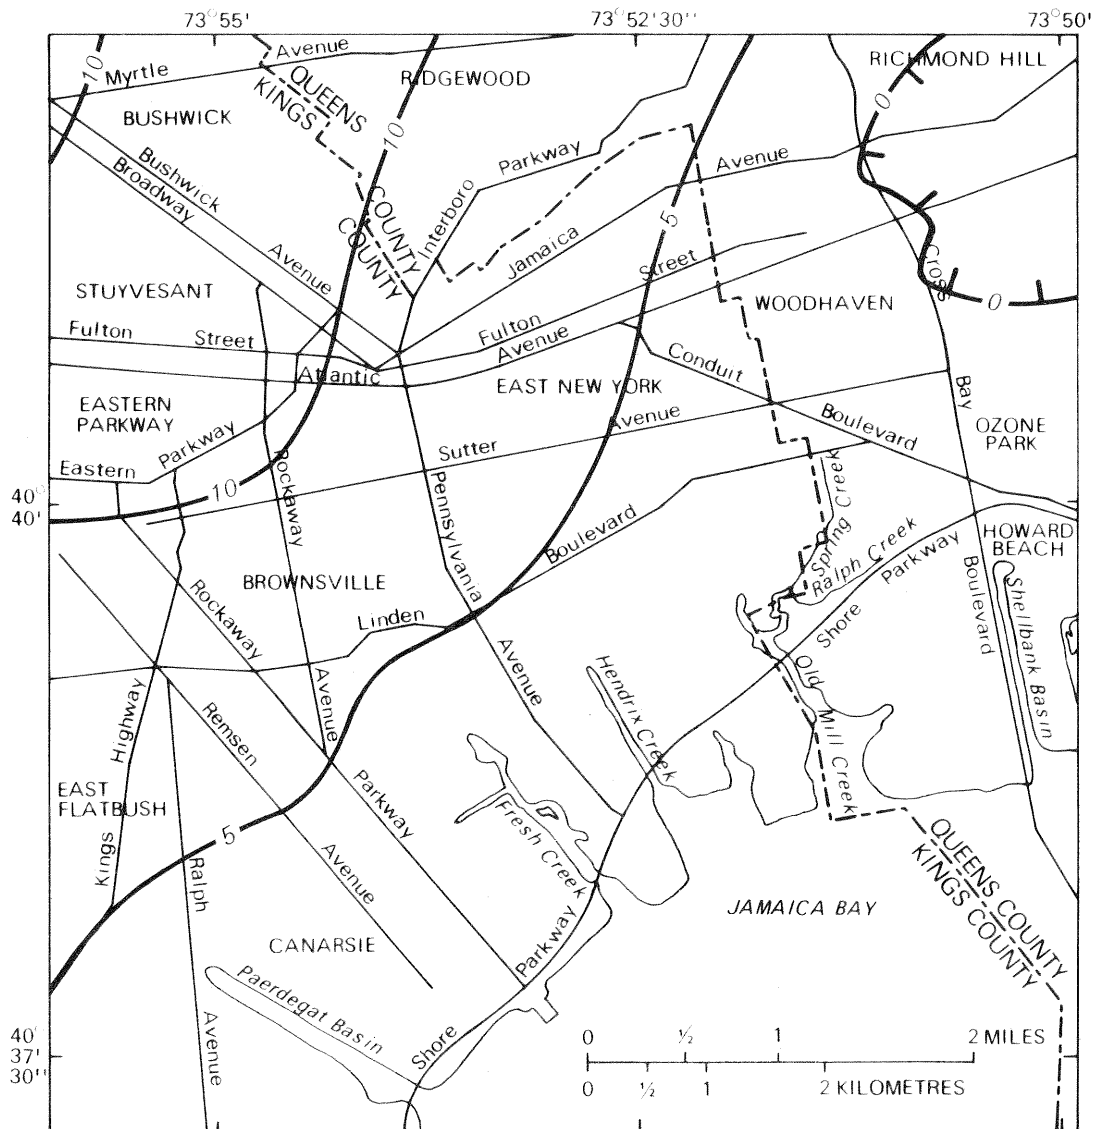 73°55'
73°52'30"
73°50'
Myrtle
Avenue
10
QUEENS
KINGS
RIDGEWOOD
RICHMOND HILL
0
BUSHWICK
10
Bushwick
Broadway
Parkway
Avenue
COUNTY
COUNTY
Interboro
Jamaica
5
Avenue
Street
Cross
STUYVESANT
Fulton
Street
Fulton
Avenue
WOODHAVEN
0
Atlantic
EAST NEW YORK
Conduit
Bay
EASTERN
PARKWAY
Parkway
Avenue
Boulevard
OZONE
PARK
Eastern
Sutter
10
Rockaway
Pennsylvania
Spring Creek
40°
40'
Boulevard
Ralph Creek
Parkway
HOWARD
BEACH
BROWNSVILLE
Rockaway
Linden
Shore
Boulevard
Shellbank Basin
Avenue
Avenue
Hendrix Creek
Old
Mill Creek
Highway
Remsen
EAST
FLATBUSH
Parkway
Fresh Creek
5
Kings
Ralph
Avenue
QUEENS COUNTY
KINGS COUNTY
JAMAICA BAY
CANARSIE
Parkway
Paerdegat Basin
Avenue
Shore
40'
37'
30"
0 ½ 1 2 MILES
0 ½ 1 2 KILOMETRES